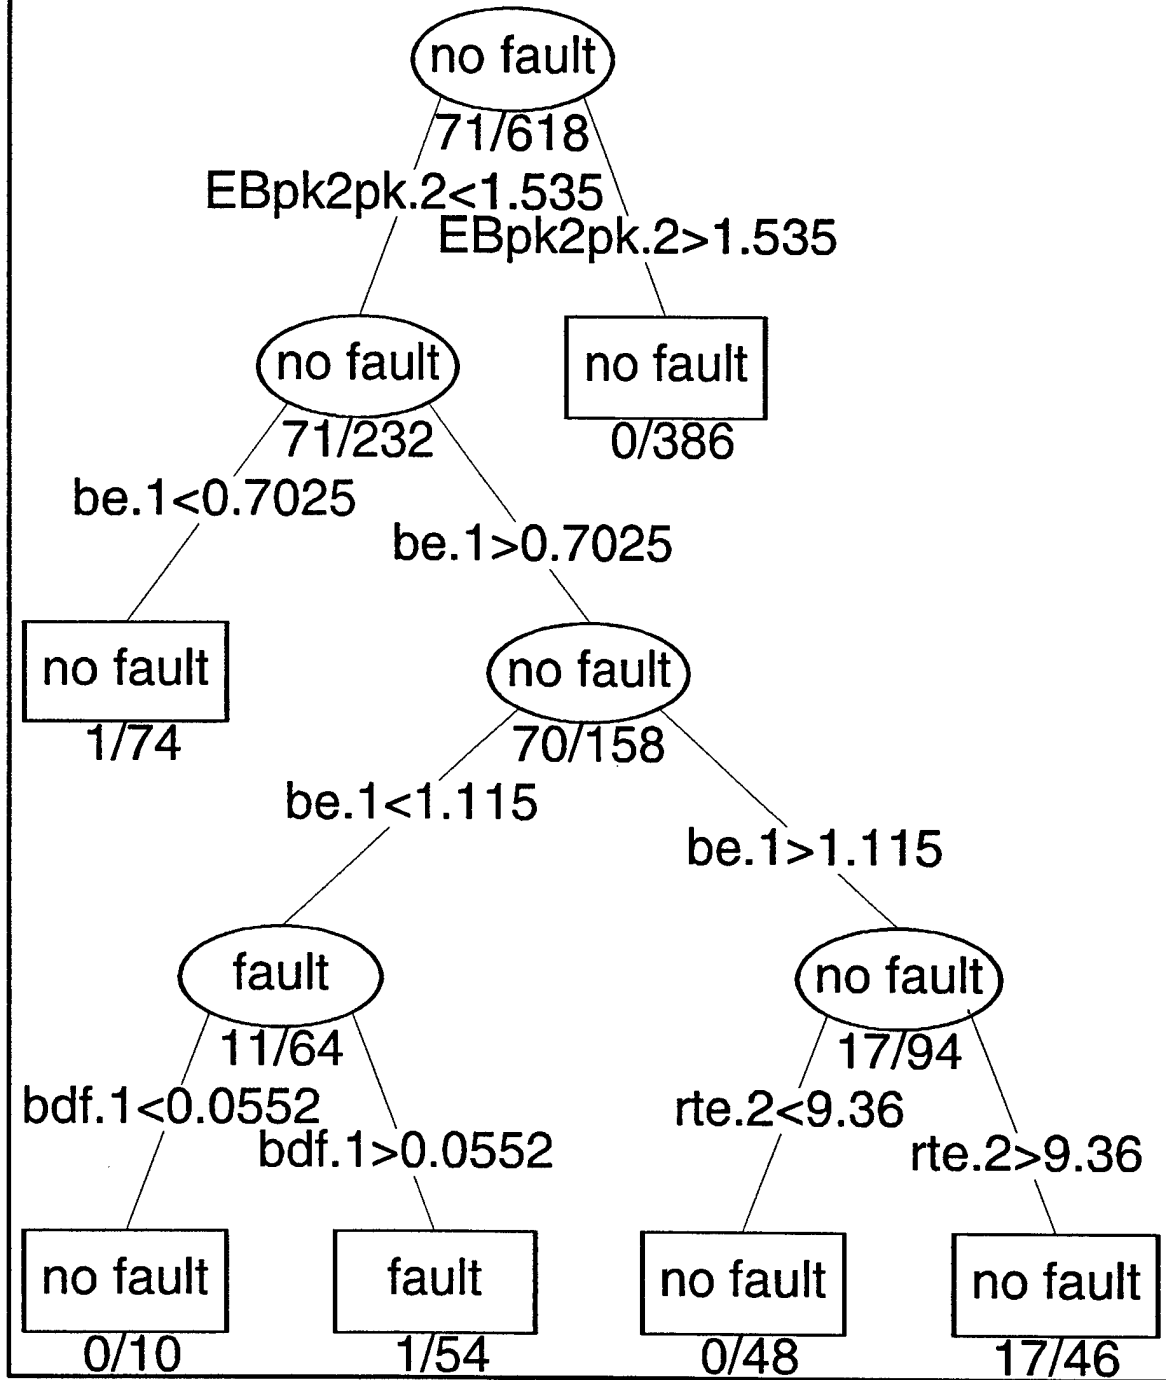 no fault
71/618
EBpk2pk.2<1.535
EBpk2pk.2>1.535
no fault
71/232
no fault
0/386
be.1<0.7025
be.1>0.7025
no fault
1/74
no fault
70/158
be.1<1.115
be.1>1.115
fault
11/64
no fault
17/94
bdf.1<0.0552
bdf.1>0.0552
rte.2<9.36
rte.2>9.36
no fault
0/10
fault
1/54
no fault
0/48
no fault
17/46